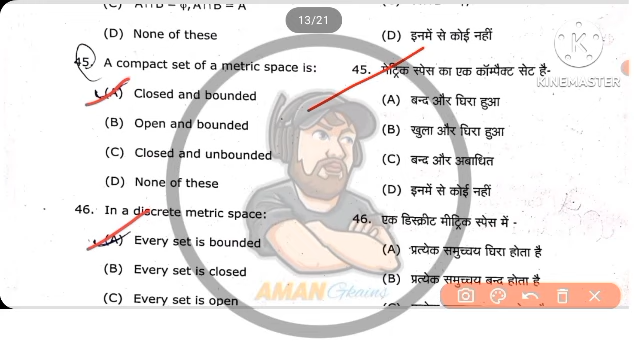 13/21
(D) None of these
45. A compact set of a metric space is:
(A) Closed and bounded
(B) Open and bounded
(C) Closed and unbounded
(D) None of these
46. In a discrete metric space:
(A) Every set is bounded
(B) Every set is closed
(C) Every set is open
(D) इनमें से कोई नहीं
45. मेट्रिक स्पेस का एक कॉम्पैक्ट सेट है-
(A) बन्द और घिरा हुआ
(B) खुला और घिरा हुआ
(C) बन्द और अबाधित
(D) इनमें से कोई नहीं
46. एक डिस्क्रीट मीट्रिक स्पेस में -
(A) प्रत्येक समुच्चय घिरा होता है
(B) प्रत्येक समुच्चय बन्द होता है
K
KINEMASTER
AMAN